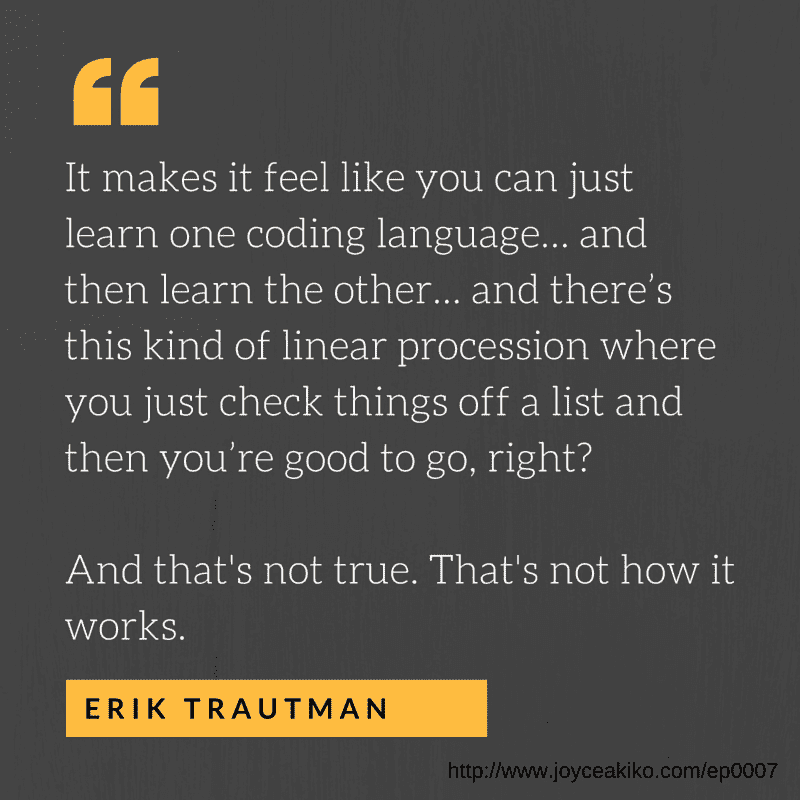 It makes it feel like you can just
learn one coding language... and
then learn the other... and there’s
this kind of linear procession where
you just check things off a list and
then you’re good to go, right?
And that's not true. That's not how it
works.
ERIK TRAUTMAN
http://www.joyceakiko.com/ep0007